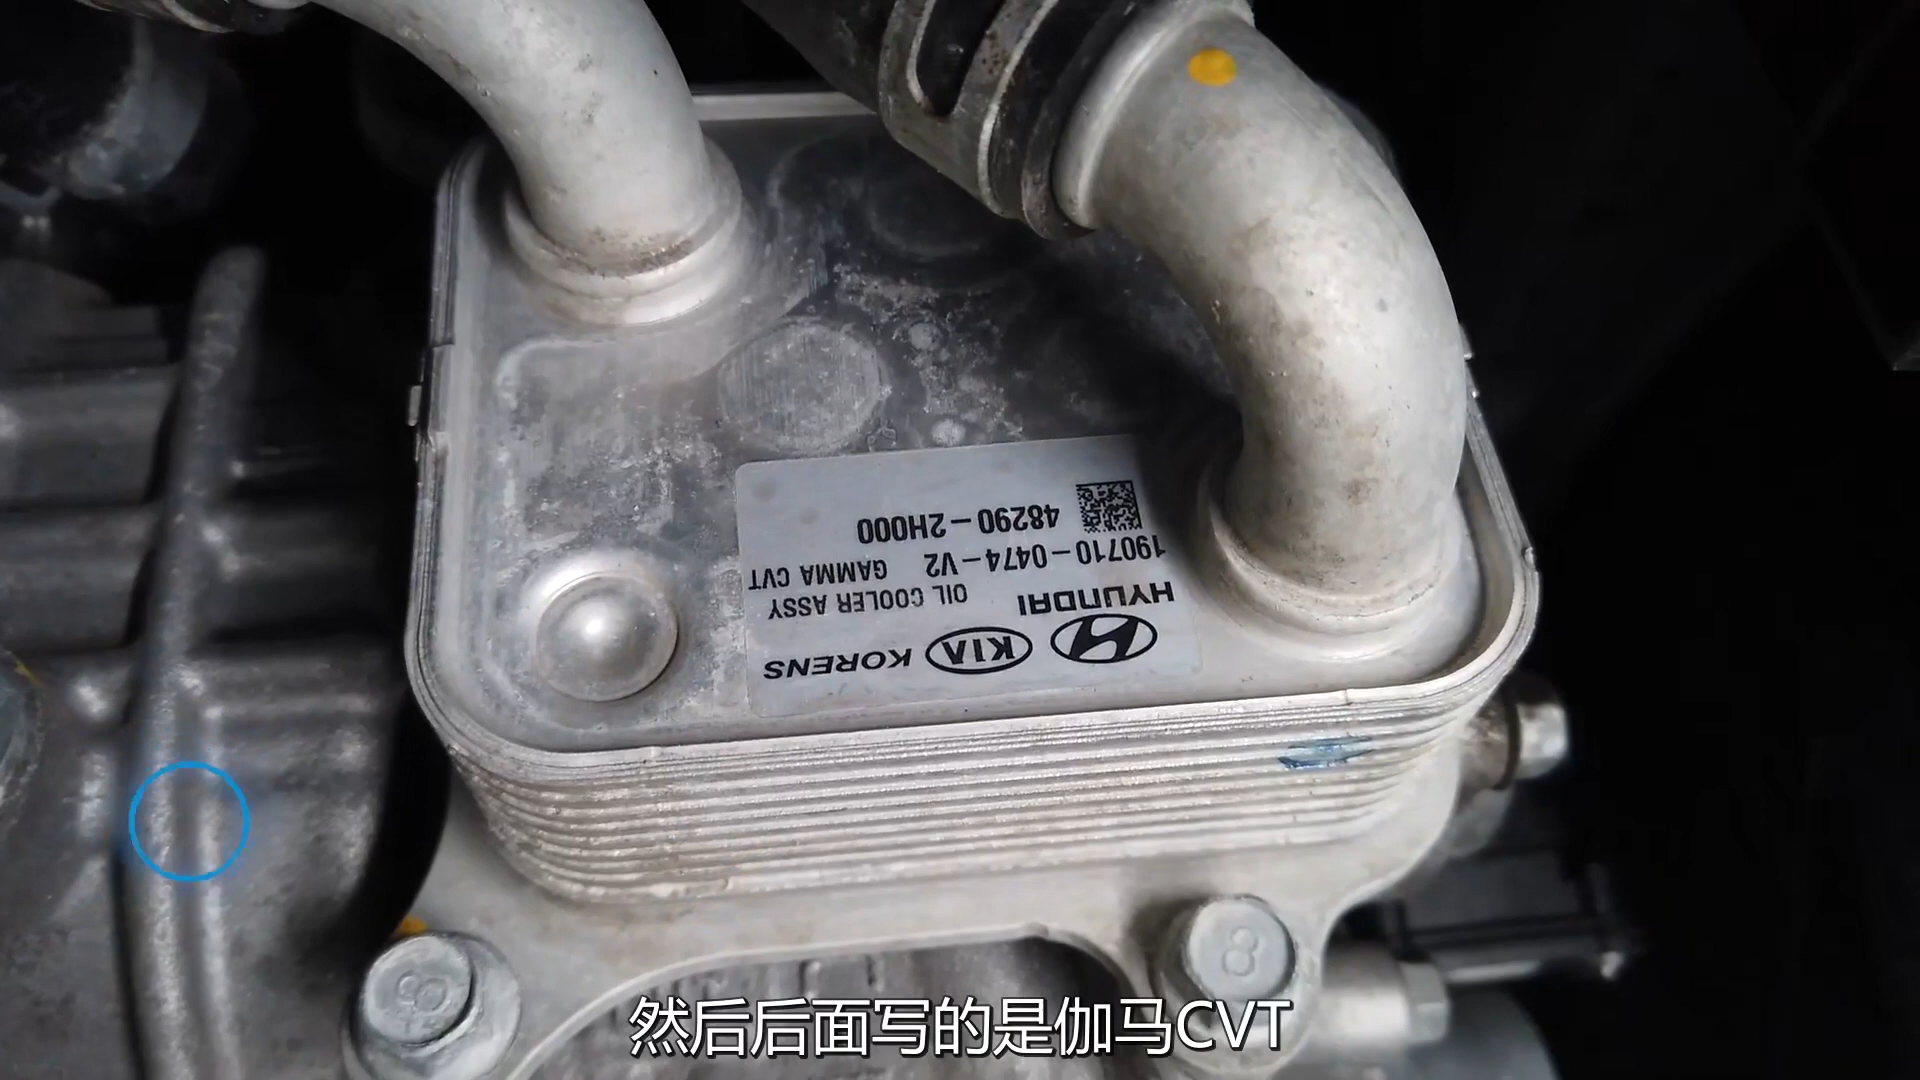 HYUNDAI KIA KORENS
OIL COOLER ASSY
190710-0474-V2 GAMMA CVT
48290-2H000
8
8
然后后面写的是伽马CVT